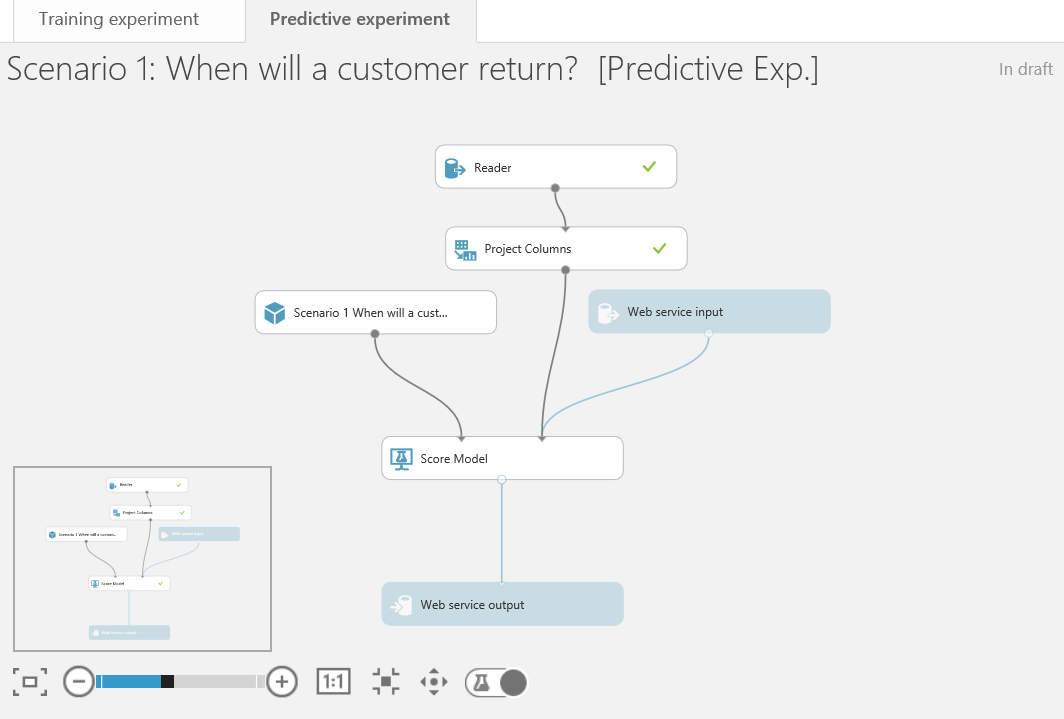 Training experiment
Predictive experiment
Scenario 1: When will a customer return? [Predictive Exp.]
In draft
Reader
Project Columns
Scenario 1 When will a cust...
Web service input
Score Model
Web service output
Reader
Project Columns
Scenario 1 When will a custom...
Web service input
Score Model
Web service output
1:1